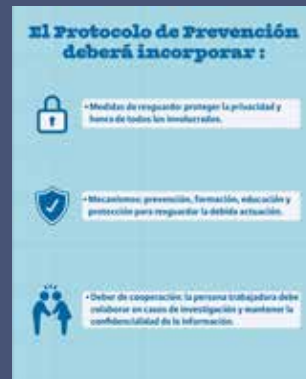 El Protocolo de Prevención
deberá incorporar :
• Medidas de resguardo: proteger la privacidad y
honra de todos los involucrados.
• Mecanismos: prevención, formación, educación y
protección para resguardar la debida actuación.
• Deber de cooperación: la persona trabajadora debe
colaborar en casos de investigación y mantener la
confidencialidad de la información.